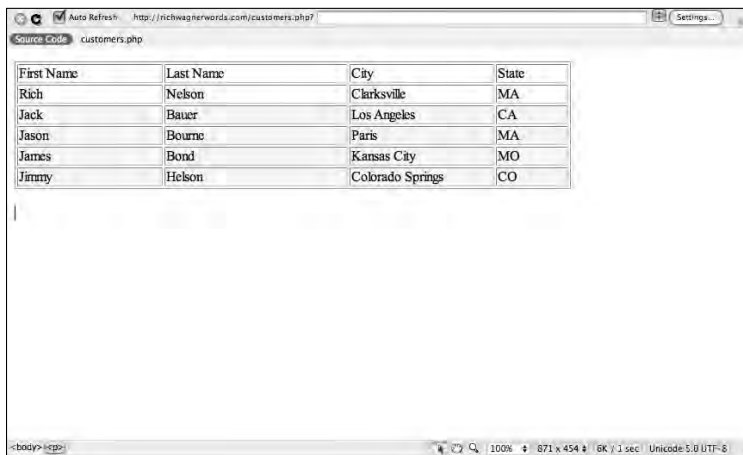 Auto Refresh http://richwagnerwords.com/customers.php? Settings...
Source Code customers.php
First Name Last Name City State
Rich Nelson Clarksville MA
Jack Bauer Los Angeles CA
Jason Bourne Paris MA
James Bond Kansas City MO
Jimmy Helson Colorado Springs CO
<body> <p> 100% 871 x 454 6K / 1 sec Unicode 5.0 UTF-8